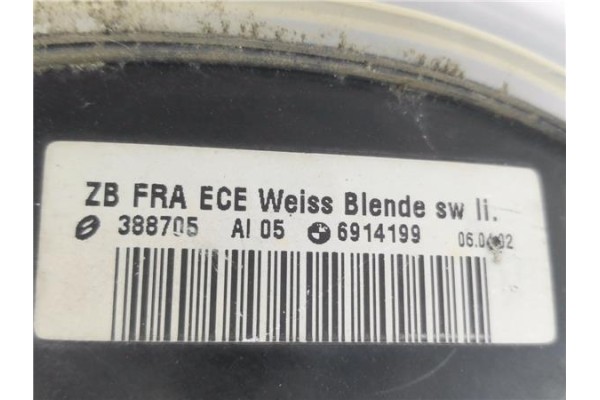 ZB FRA ECE Weiss Blende sw li.
388705 AI 05 6914199